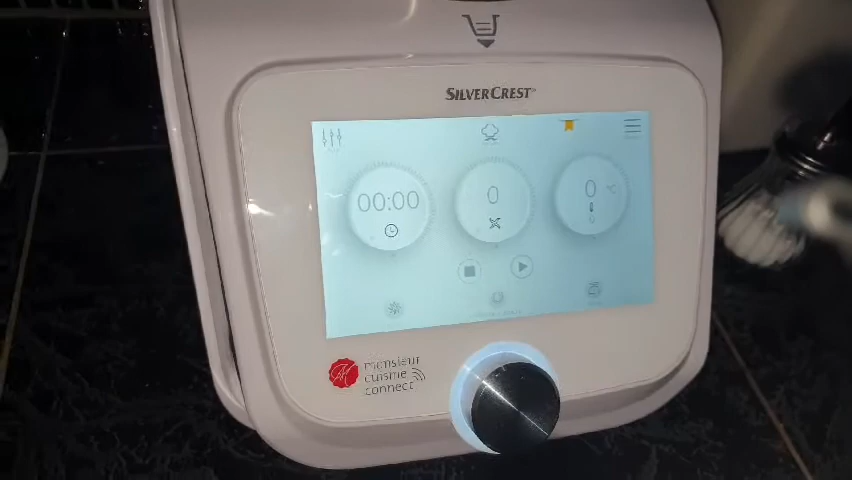 SILVERCREST
00:00
0
0 °C
monsieur
cuisine
connect